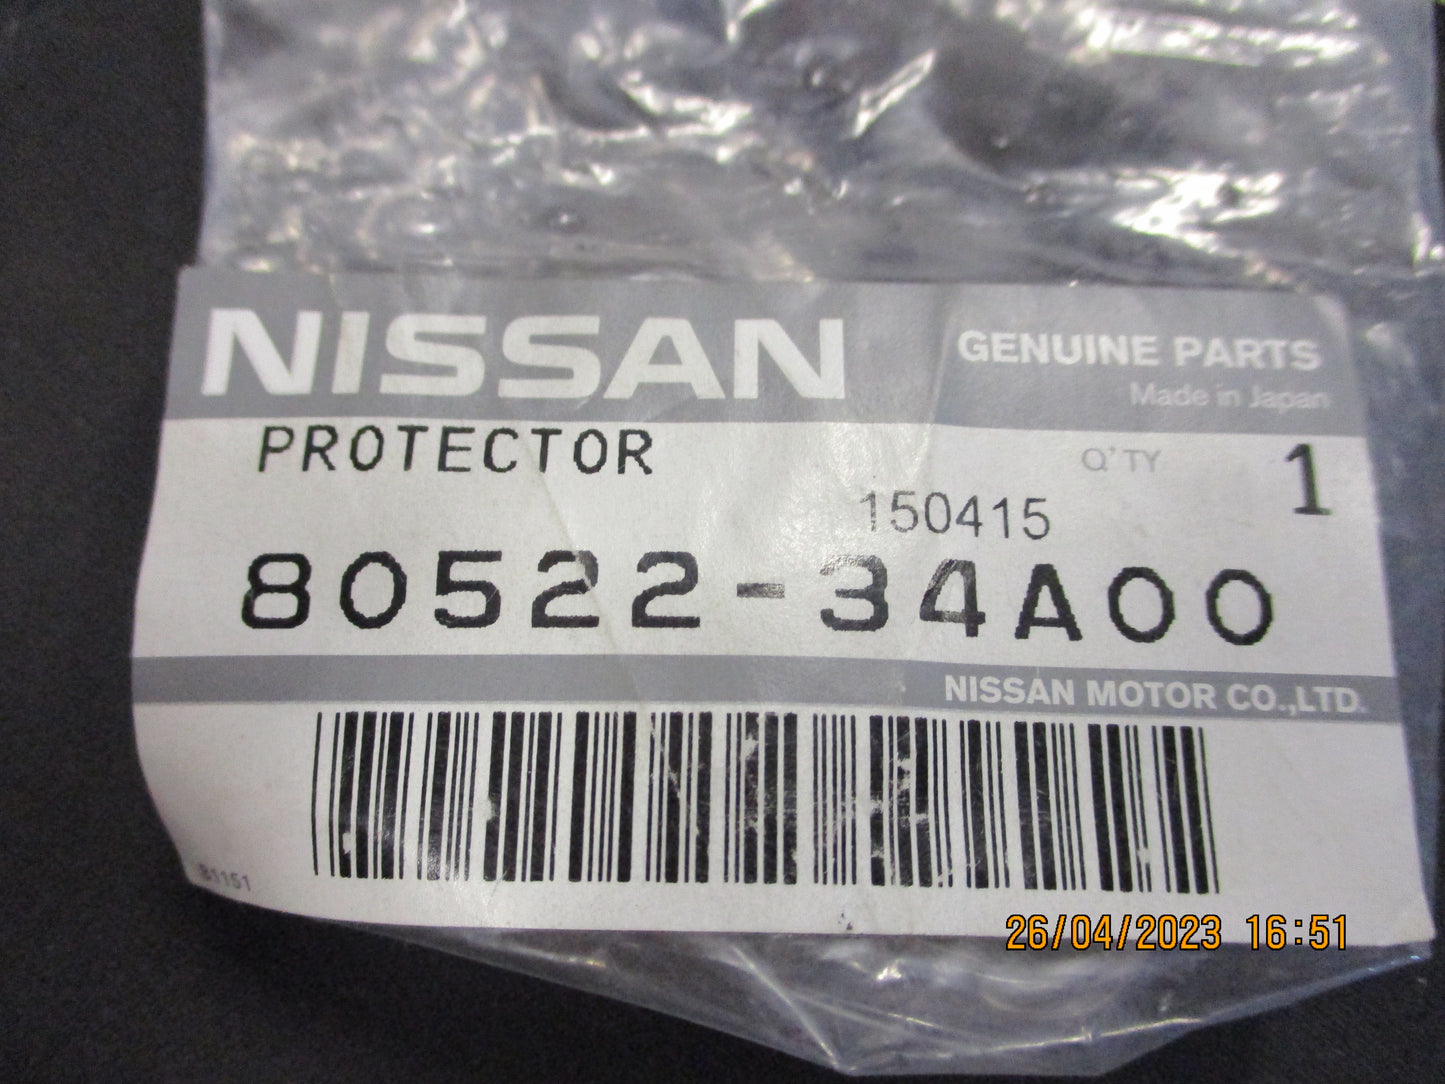 NISSAN
GENUINE PARTS
Made in Japan
PROTECTOR
Q'TY 1
150415
80522-34A00
NISSAN MOTOR CO.,LTD.
B1151
26/04/2023 16:51